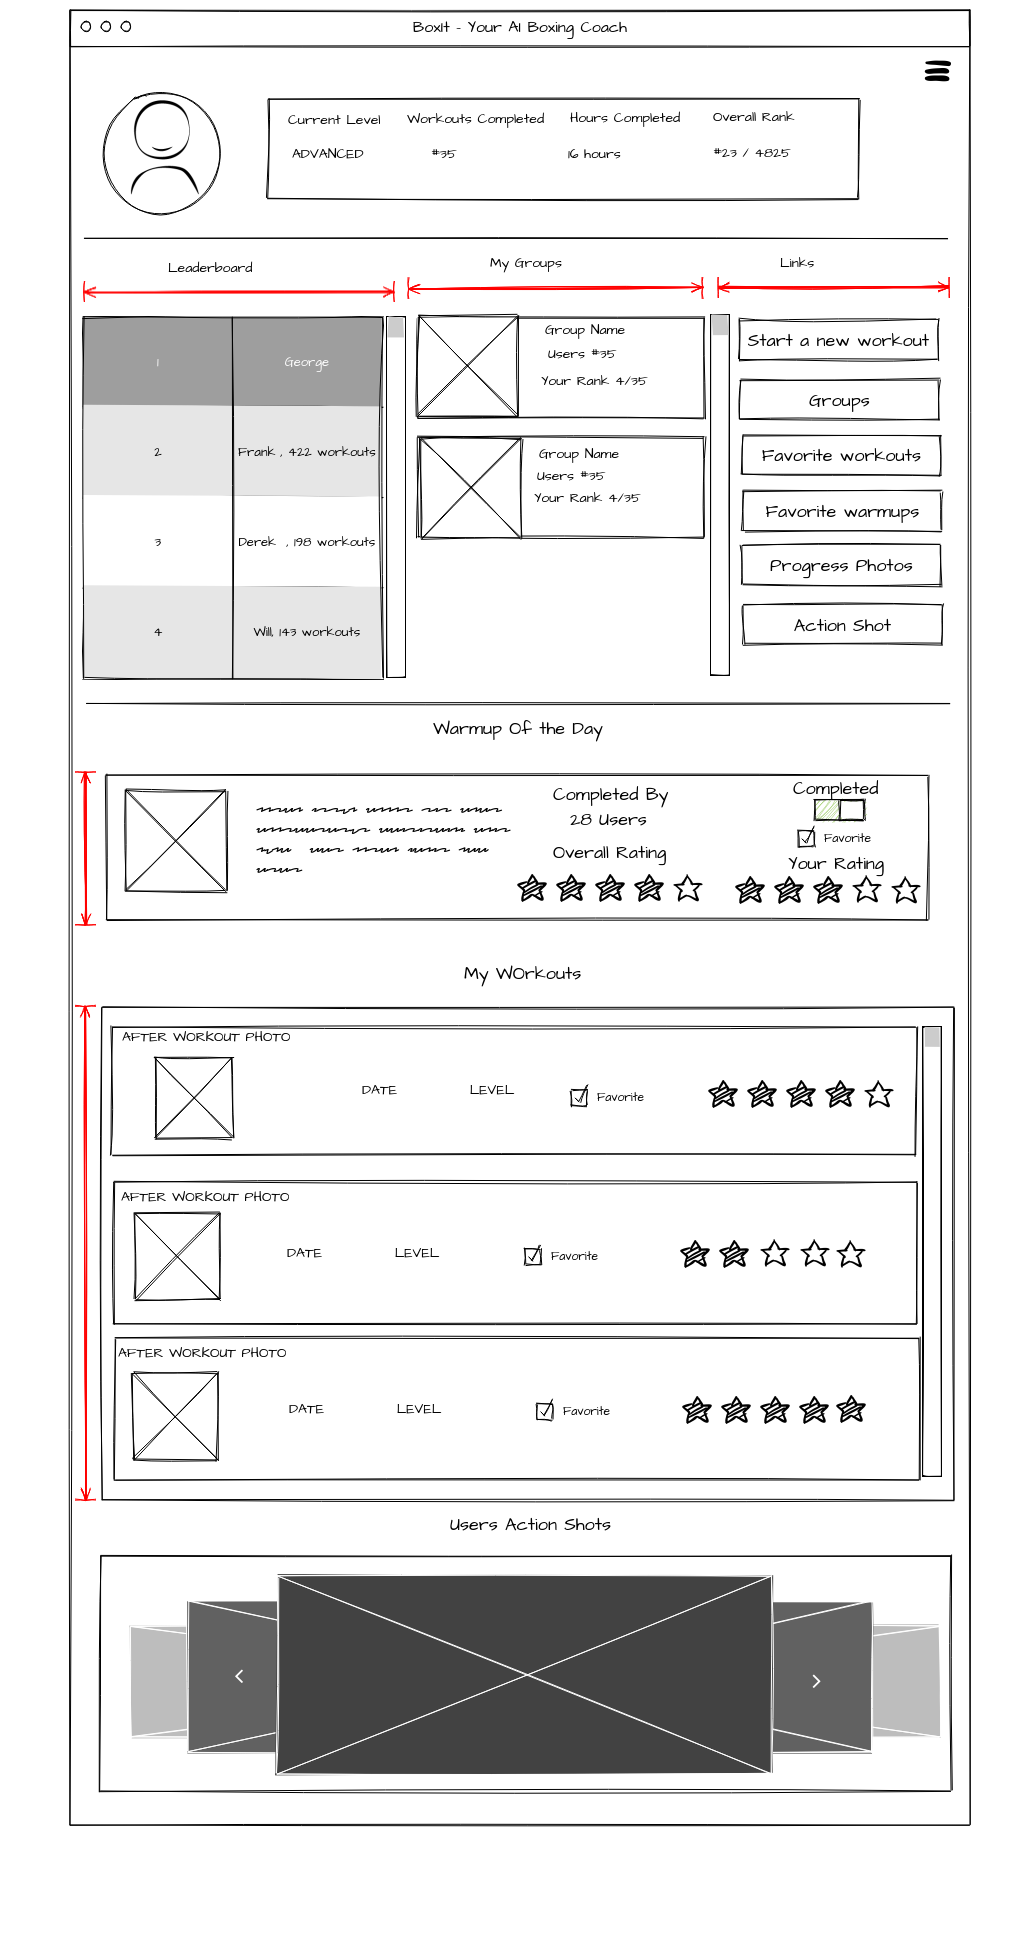 BoxIt - Your AI Boxing Coach
Current Level Workouts Completed Hours Completed Overall Rank
ADVANCED #35 16 hours #23 / 4825
Leaderboard
My Groups
Links
1 George
2 Frank , 422 workouts
3 Derek , 198 workouts
4 Will, 143 workouts
Group Name
Users #35
Your Rank 4/35
Group Name
Users #35
Your Rank 4/35
Start a new workout
Groups
Favorite workouts
Favorite warmups
Progress Photos
Action Shot
Warmup Of the Day
Completed By
28 Users
Overall Rating
Completed
Favorite
Your Rating
My WOrkouts
AFTER WORKOUT PHOTO
DATE LEVEL Favorite
AFTER WORKOUT PHOTO
DATE LEVEL Favorite
AFTER WORKOUT PHOTO
DATE LEVEL Favorite
Users Action Shots